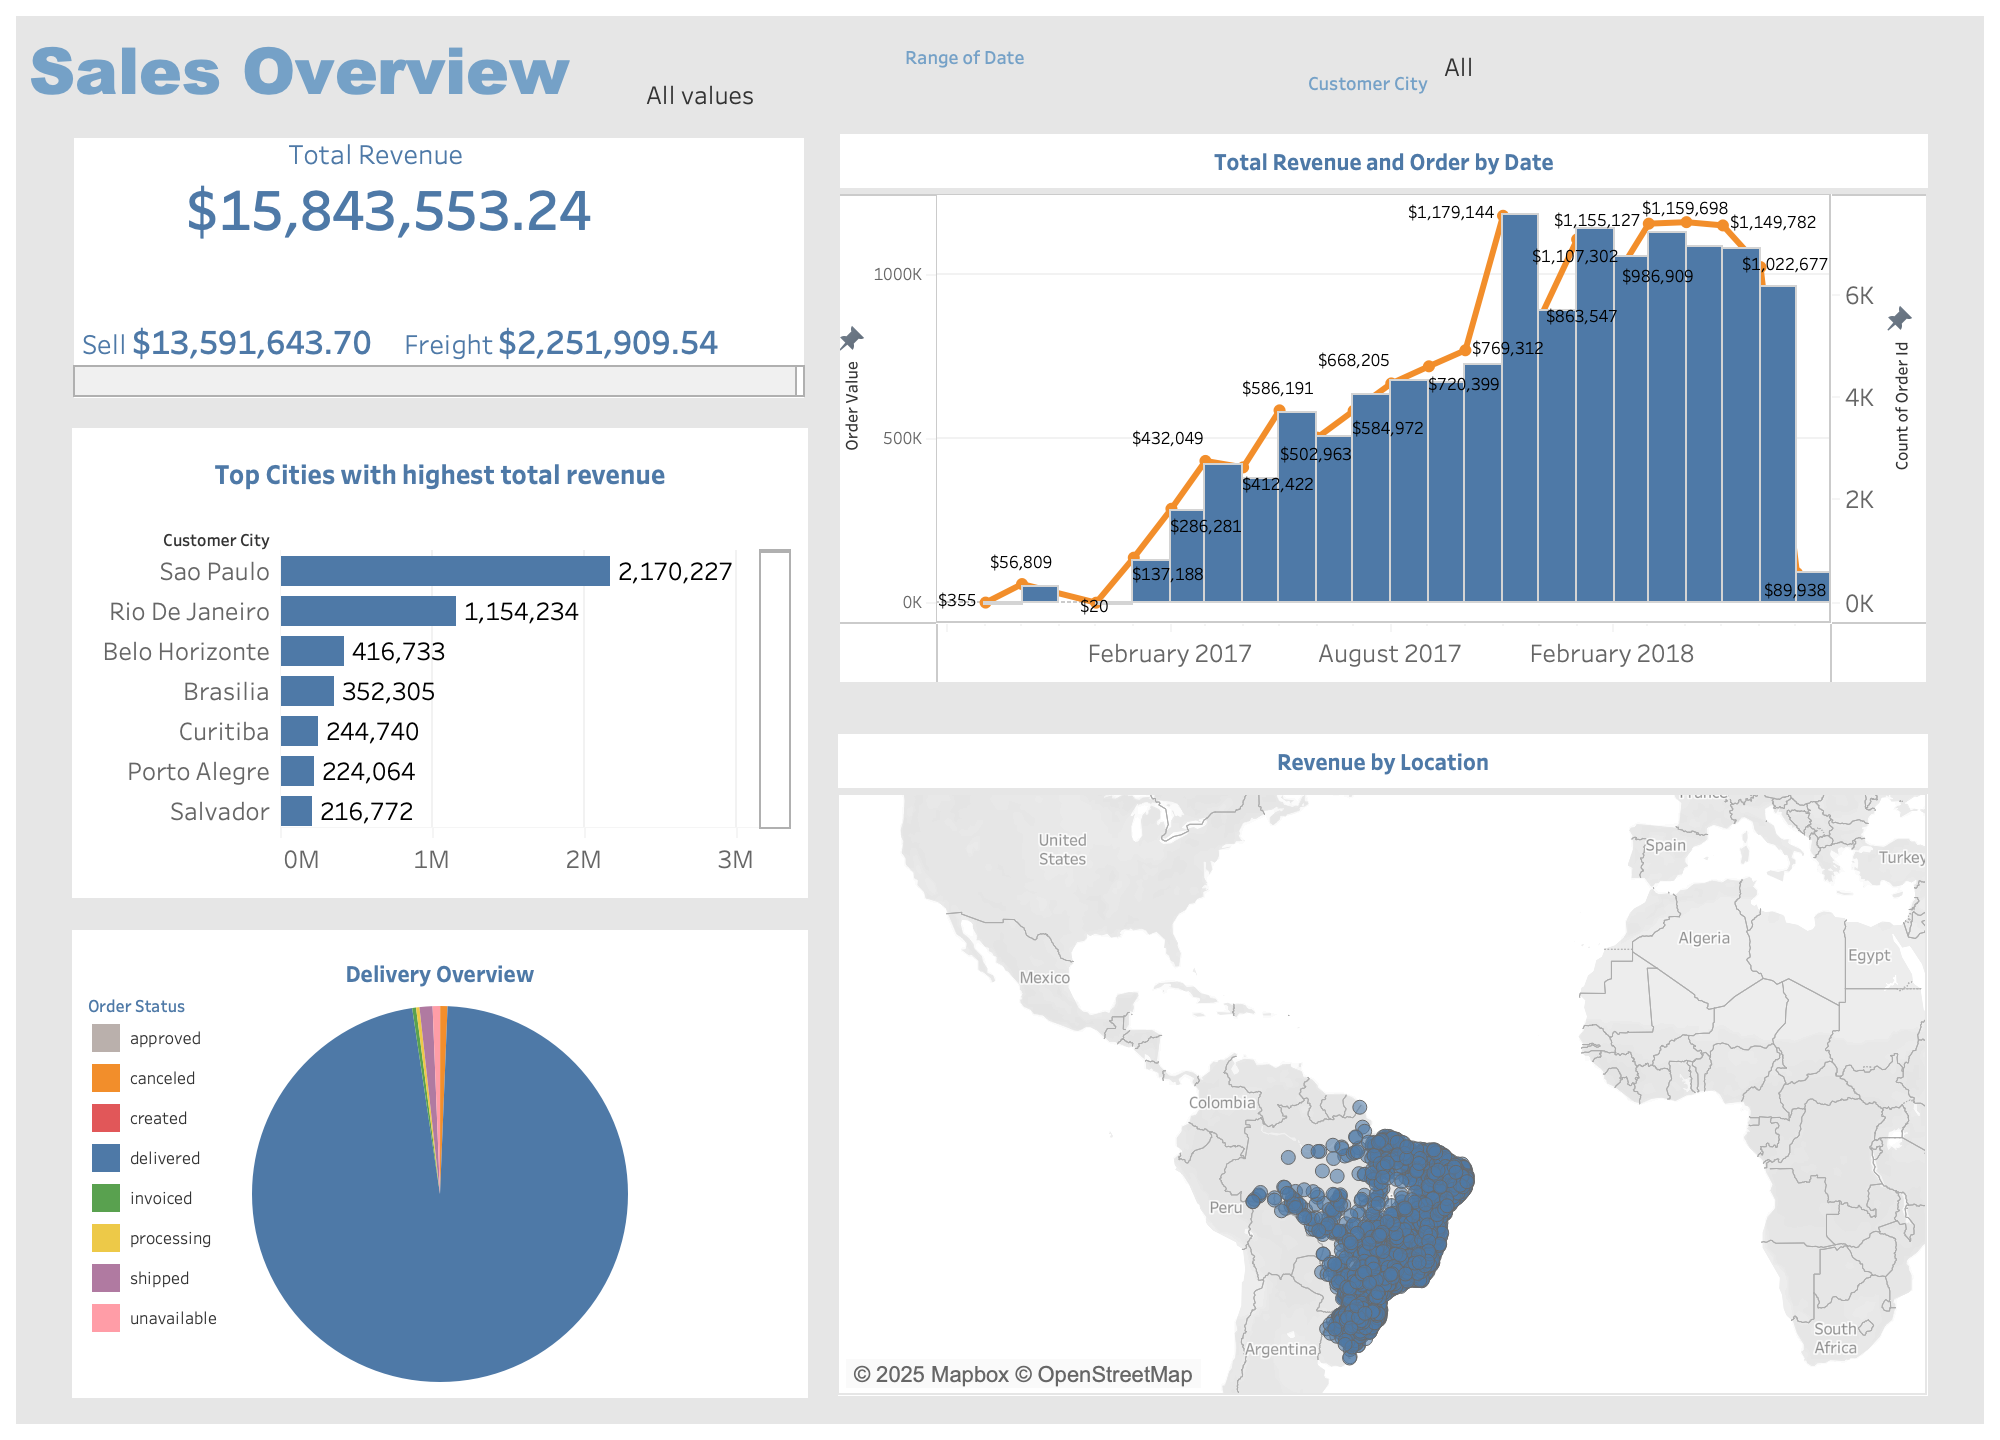 Sales Overview
All values
Range of Date
Customer City
All
Total Revenue
$15,843,553.24
Sell $13,591,643.70 Freight $2,251,909.54
Top Cities with highest total revenue
Customer City
Sao Paulo 2,170,227
Rio De Janeiro 1,154,234
Belo Horizonte 416,733
Brasilia 352,305
Curitiba 244,740
Porto Alegre 224,064
Salvador 216,772
0M 1M 2M 3M
Delivery Overview
Order Status
approved
canceled
created
delivered
invoiced
processing
shipped
unavailable
Total Revenue and Order by Date
Order Value
1000K
500K
0K
$355
$56,809
$20
$137,188
$286,281
$432,049
$412,422
$586,191
$502,963
$584,972
$668,205
$720,399
$769,312
$1,179,144
$863,547
$1,107,302
$986,909
$1,155,127
$1,159,698
$1,149,782
$1,022,677
$89,938
6K
4K
2K
0K
Count of Order Id
February 2017 August 2017 February 2018
Revenue by Location
United
States
Mexico
Colombia
Peru
Argentina
France
Spain
Turkey
Algeria
Egypt
South
Africa
© 2025 Mapbox © OpenStreetMap